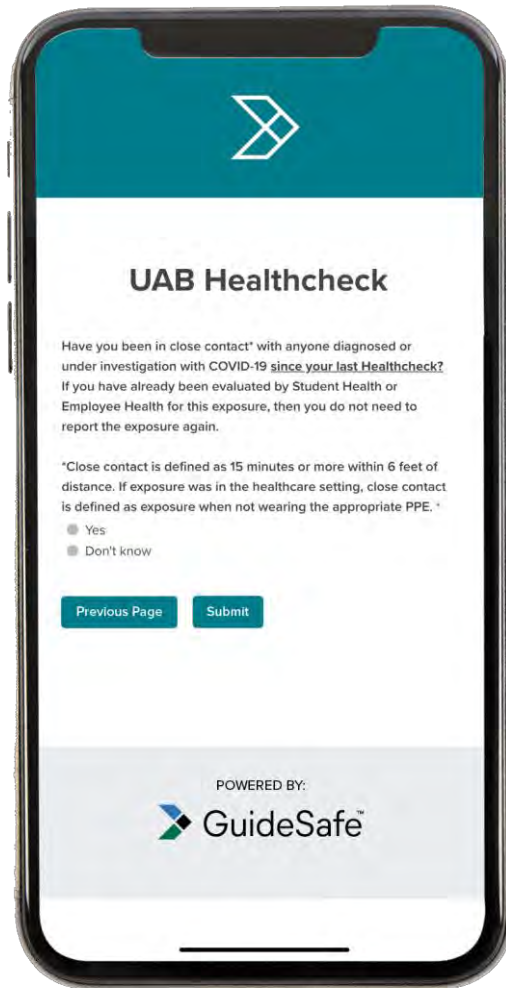 UAB Healthcheck
Have you been in close contact* with anyone diagnosed or
under investigation with COVID-19 since your last Healthcheck?
If you have already been evaluated by Student Health or
Employee Health for this exposure, then you do not need to
report the exposure again.
*Close contact is defined as 15 minutes or more within 6 feet of
distance. If exposure was in the healthcare setting, close contact
is defined as exposure when not wearing the appropriate PPE. *
Yes
Don't know
Previous Page
Submit
POWERED BY:
GuideSafe™